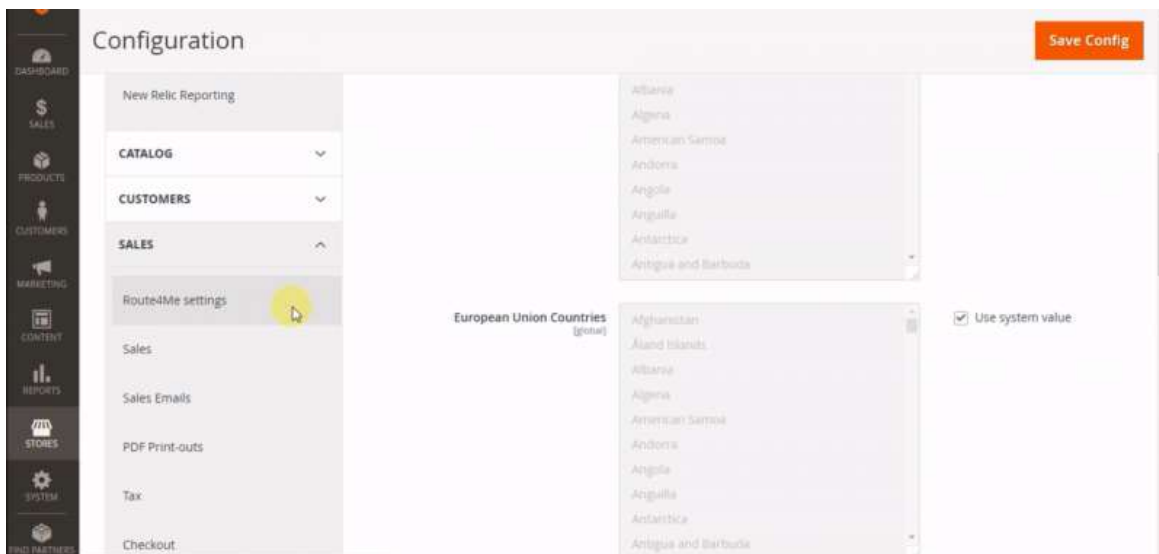 Configuration
Save Config
DASHBOARD
SALES
PRODUCTS
CUSTOMERS
MARKETING
CONTENT
REPORTS
STORES
SYSTEM
FIND PARTNERS
New Relic Reporting
CATALOG
CUSTOMERS
SALES
Route4Me settings
Sales
Sales Emails
PDF Print-outs
Tax
Checkout
Albania
Algeria
American Samoa
Andorra
Angola
Anguilla
Antarctica
Antigua and Barbuda
European Union Countries
[global]
Afghanistan
Åland Islands
Albania
Algeria
American Samoa
Andorra
Angola
Anguilla
Antarctica
Antigua and Barbuda
Use system value